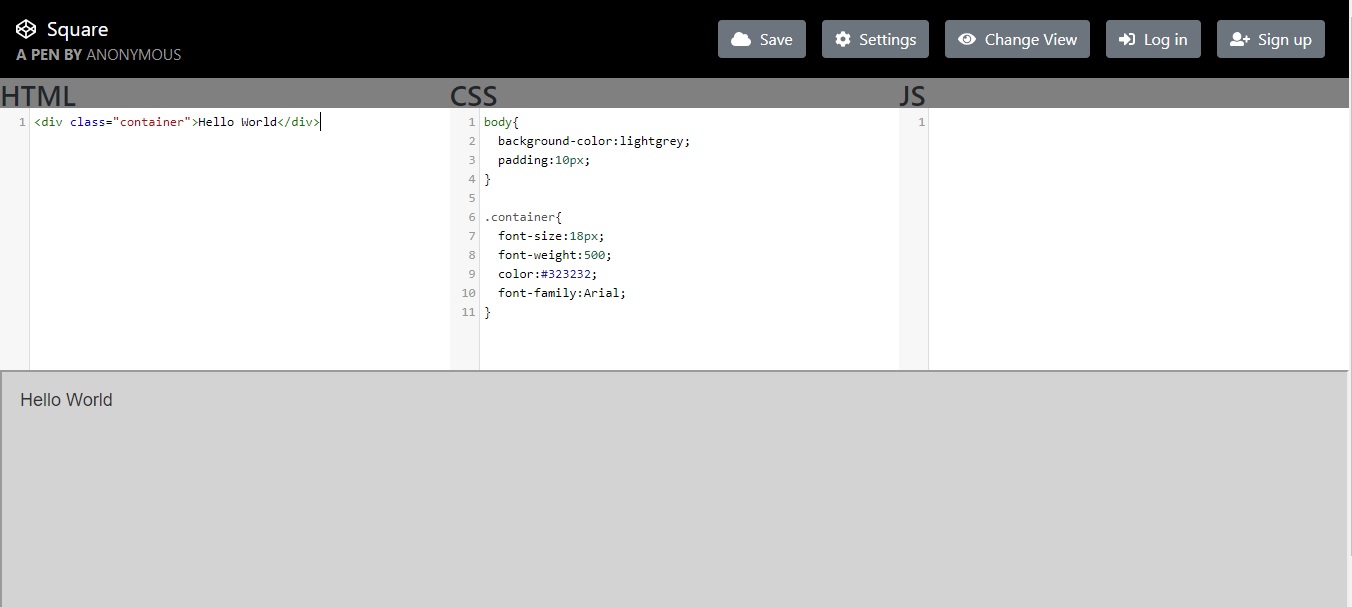 Square
A PEN BY ANONYMOUS
Save
Settings
Change View
Log in
Sign up
HTML
1 <div class="container">Hello World</div>
CSS
1 body{
2   background-color:lightgrey;
3   padding:10px;
4 }
5
6 .container{
7   font-size:18px;
8   font-weight:500;
9   color:#323232;
10   font-family:Arial;
11 }
JS
1
Hello World